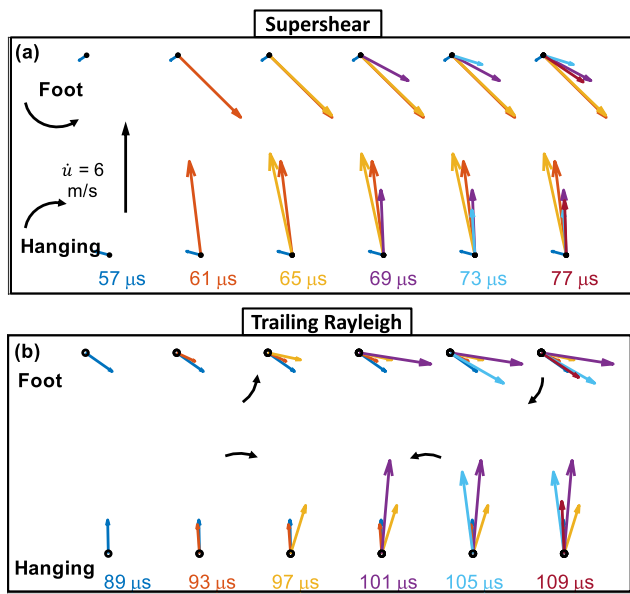 Supershear
(a)
Foot
u̇ = 6
m/s
Hanging
57 μs 61 μs 65 μs 69 μs 73 μs 77 μs
Trailing Rayleigh
(b)
Foot
Hanging
89 μs 93 μs 97 μs 101 μs 105 μs 109 μs